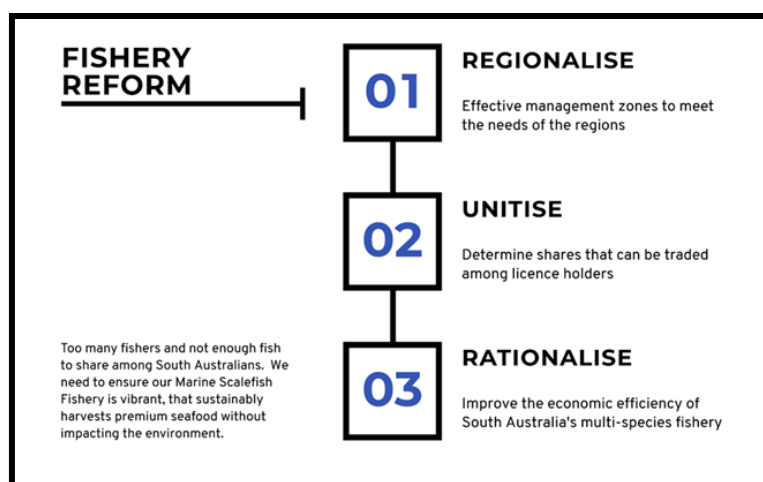 FISHERY
REFORM
01
REGIONALISE
Effective management zones to meet
the needs of the regions
02
UNITISE
Determine shares that can be traded
among licence holders
03
RATIONALISE
Improve the economic efficiency of
South Australia's multi-species fishery
Too many fishers and not enough fish
to share among South Australians. We
need to ensure our Marine Scalefish
Fishery is vibrant, that sustainably
harvests premium seafood without
impacting the environment.